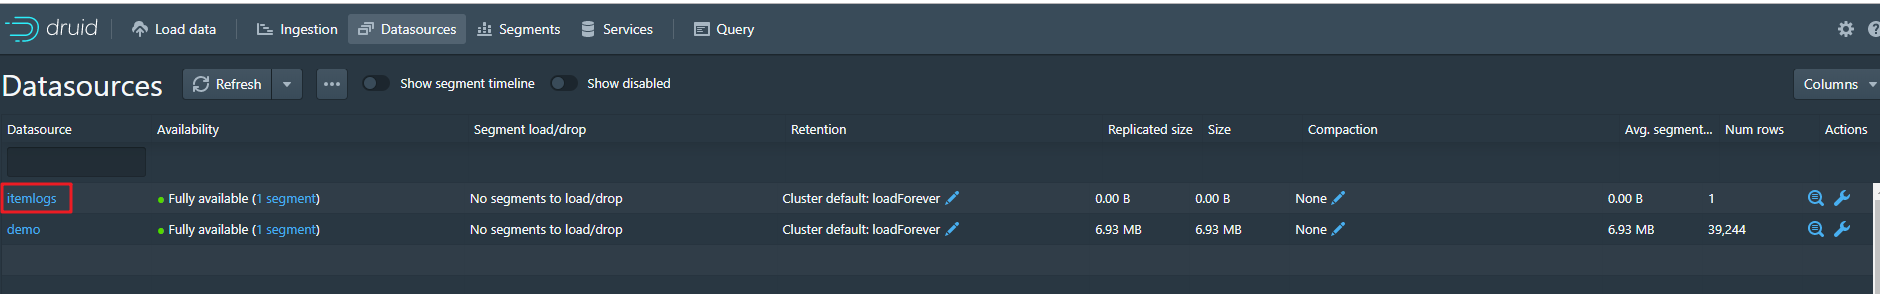 druid Load data Ingestion Datasources Segments Services Query
Datasources Refresh Show segment timeline Show disabled Columns
Datasource Availability Segment load/drop Retention Replicated size Size Compaction Avg. segment... Num rows Actions
itemlogs Fully available (1 segment) No segments to load/drop Cluster default: loadForever 0.00 B 0.00 B None 0.00 B 1
demo Fully available (1 segment) No segments to load/drop Cluster default: loadForever 6.93 MB 6.93 MB None 6.93 MB 39,244